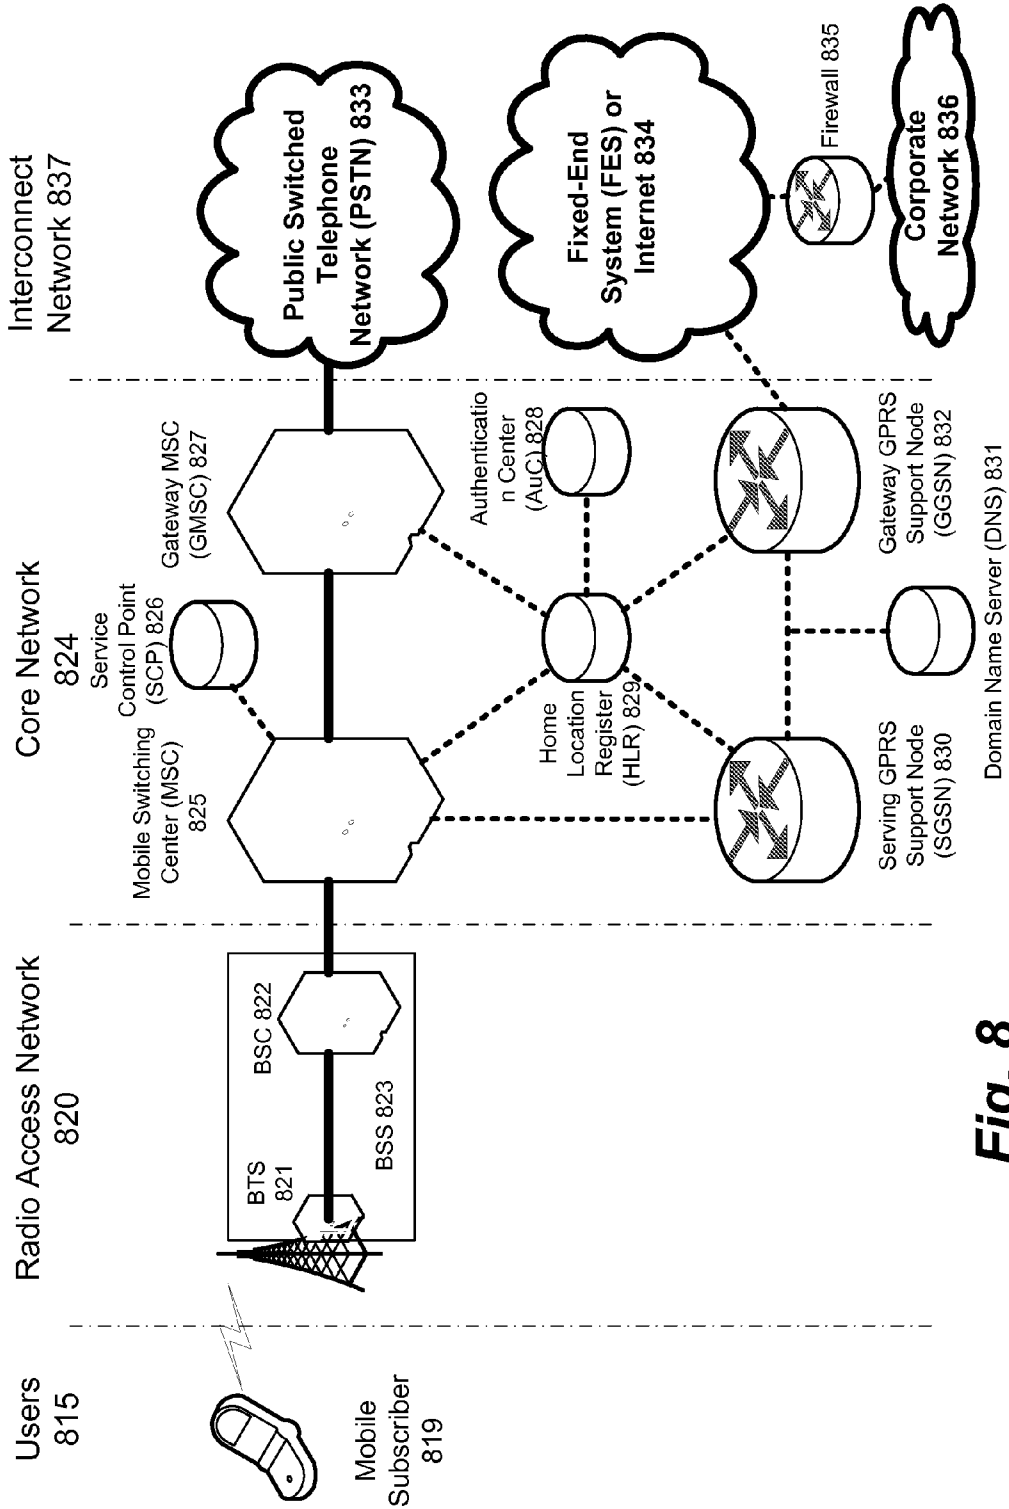 Users
815
Radio Access Network
820
Core Network
824
Interconnect
Network 837
Mobile
Subscriber
819
BTS
821
BSC 822
BSS 823
Mobile Switching
Center (MSC)
825
Service
Control Point
(SCP) 826
Gateway MSC
(GMSC) 827
Public Switched
Telephone
Network (PSTN) 833
Home
Location
Register
(HLR) 829
Authenticatio
n Center
(AuC) 828
Fixed-End
System (FES) or
Internet 834
Firewall 835
Serving GPRS
Support Node
(SGSN) 830
Gateway GPRS
Support Node
(GGSN) 832
Corporate
Network 836
Domain Name Server (DNS) 831
Fig. 8